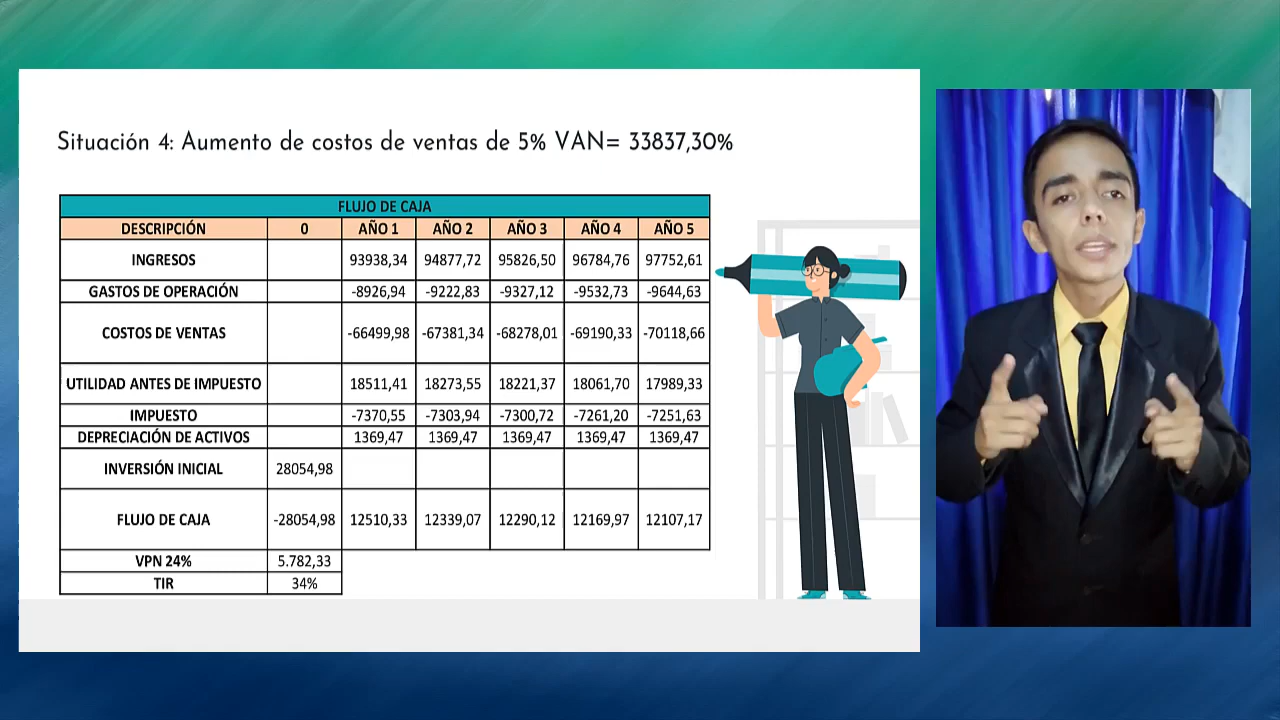 Situación 4: Aumento de costos de ventas de 5% VAN= 33837,30%
FLUJO DE CAJA
DESCRIPCIÓN 0 AÑO 1 AÑO 2 AÑO 3 AÑO 4 AÑO 5
INGRESOS 93938,34 94877,72 95826,50 96784,76 97752,61
GASTOS DE OPERACIÓN -8926,94 -9222,83 -9327,12 -9532,73 -9644,63
COSTOS DE VENTAS -66499,98 -67381,34 -68278,01 -69190,33 -70118,66
UTILIDAD ANTES DE IMPUESTO 18511,41 18273,55 18221,37 18061,70 17989,33
IMPUESTO -7370,55 -7303,94 -7300,72 -7261,20 -7251,63
DEPRECIACIÓN DE ACTIVOS 1369,47 1369,47 1369,47 1369,47 1369,47
INVERSIÓN INICIAL 28054,98
FLUJO DE CAJA -28054,98 12510,33 12339,07 12290,12 12169,97 12107,17
VPN 24% 5.782,33
TIR 34%